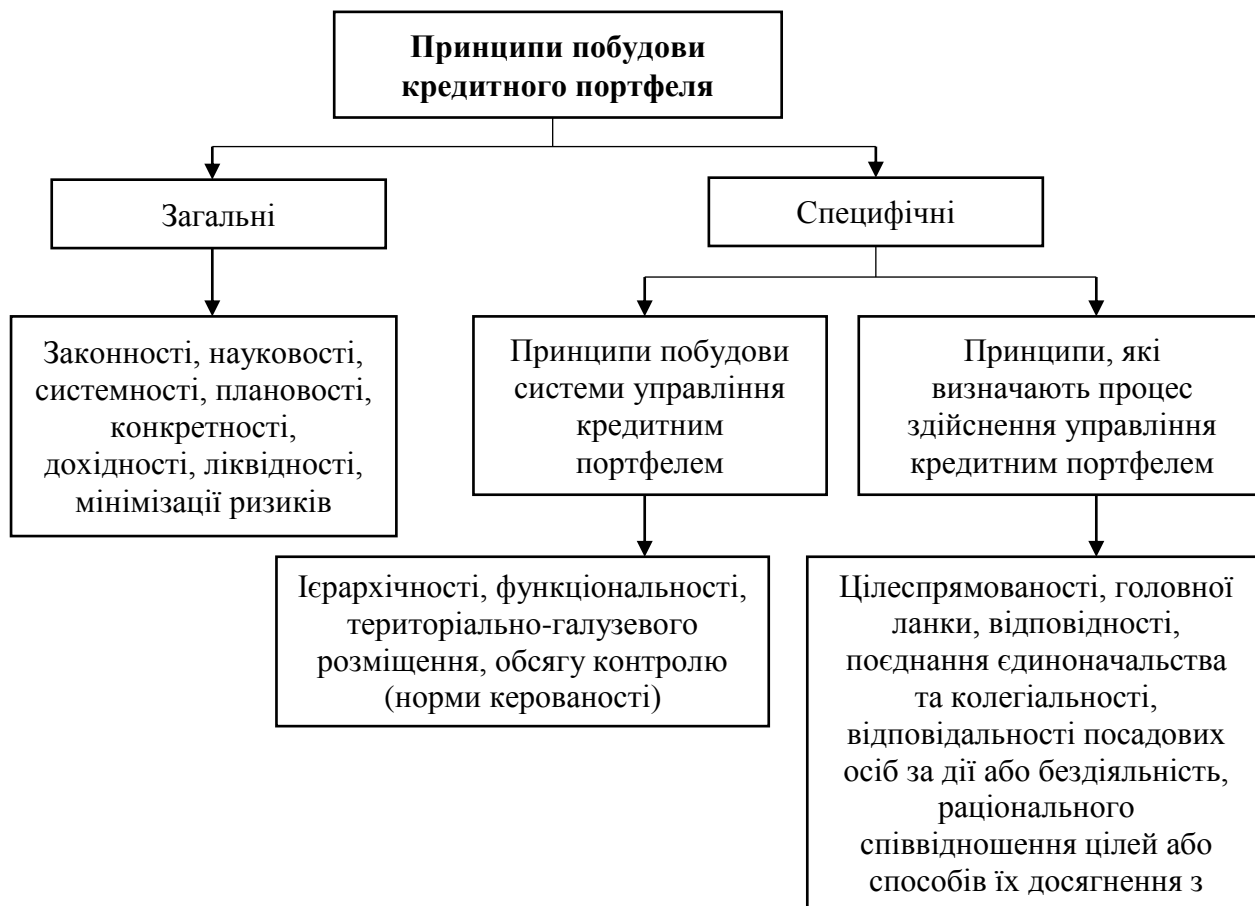 Принципи побудови
кредитного портфеля
Загальні
Специфічні
Законності, науковості,
системності, плановості,
конкретності,
дохідності, ліквідності,
мінімізації ризиків
Принципи побудови
системи управління
кредитним
портфелем
Принципи, які
визначають процес
здійснення управління
кредитним портфелем
Ієрархічності, функціональності,
територіально-галузевого
розміщення, обсягу контролю
(норми керованості)
Цілеспрямованості, головної
ланки, відповідності,
поєднання єдиноначальства
та колегіальності,
відповідальності посадових
осіб за дії або бездіяльність,
раціонального
співвідношення цілей або
способів їх досягнення з